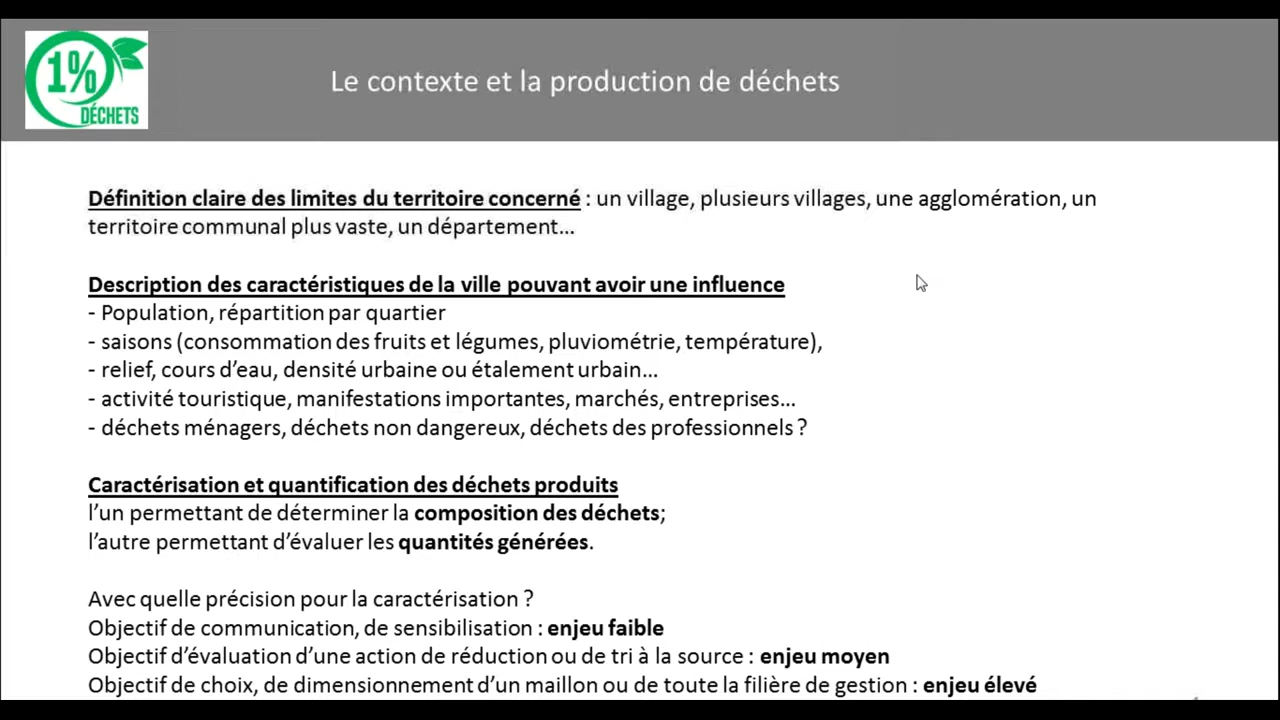 1%
DÉCHETS
Le contexte et la production de déchets
Définition claire des limites du territoire concerné : un village, plusieurs villages, une agglomération, un
territoire communal plus vaste, un département...
Description des caractéristiques de la ville pouvant avoir une influence
- Population, répartition par quartier
- saisons (consommation des fruits et légumes, pluviométrie, température),
- relief, cours d’eau, densité urbaine ou étalement urbain...
- activité touristique, manifestations importantes, marchés, entreprises...
- déchets ménagers, déchets non dangereux, déchets des professionnels ?
Caractérisation et quantification des déchets produits
l’un permettant de déterminer la composition des déchets;
l’autre permettant d’évaluer les quantités générées.
Avec quelle précision pour la caractérisation ?
Objectif de communication, de sensibilisation : enjeu faible
Objectif d’évaluation d’une action de réduction ou de tri à la source : enjeu moyen
Objectif de choix, de dimensionnement d’un maillon ou de toute la filière de gestion : enjeu élevé